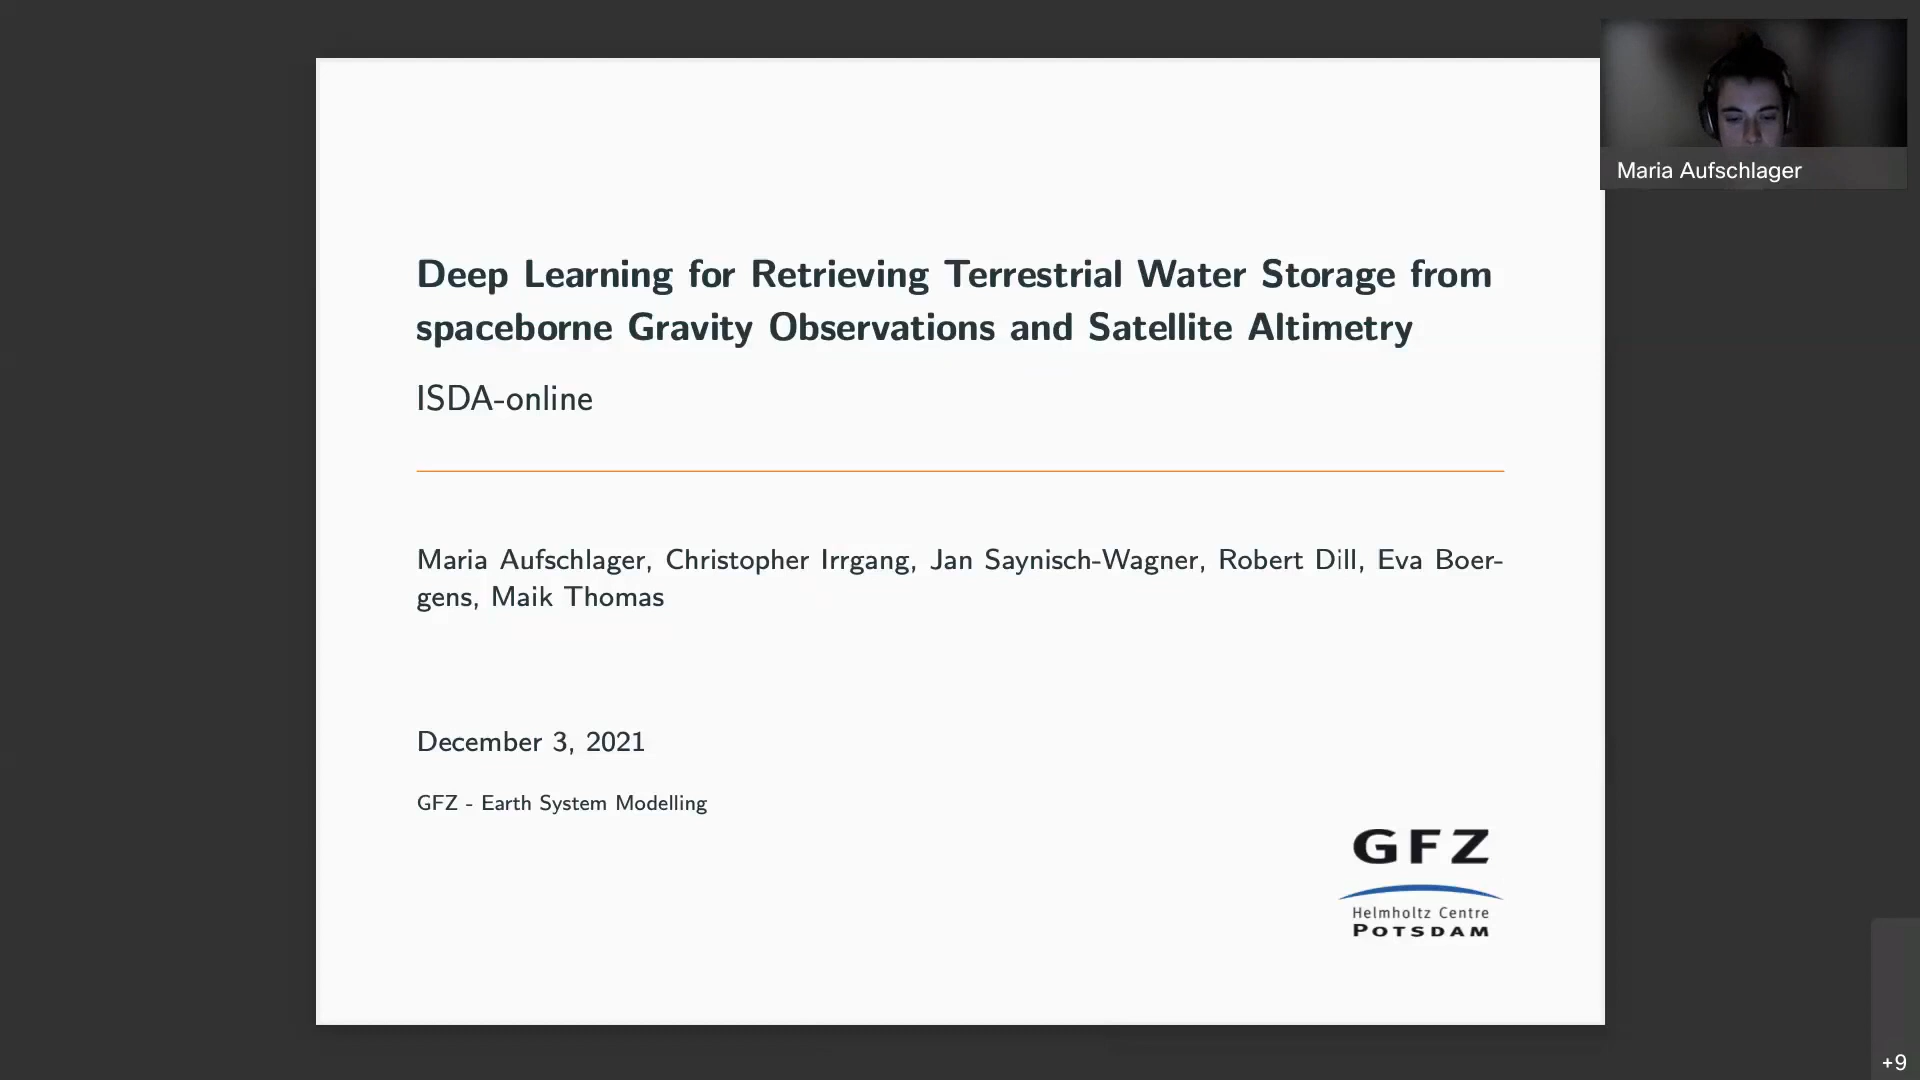 Maria Aufschlager
Deep Learning for Retrieving Terrestrial Water Storage from
spaceborne Gravity Observations and Satellite Altimetry
ISDA-online
Maria Aufschlager, Christopher Irrgang, Jan Saynisch-Wagner, Robert Dill, Eva Boer-
gens, Maik Thomas
December 3, 2021
GFZ - Earth System Modelling
GFZ
Helmholtz Centre
POTSDAM
+9